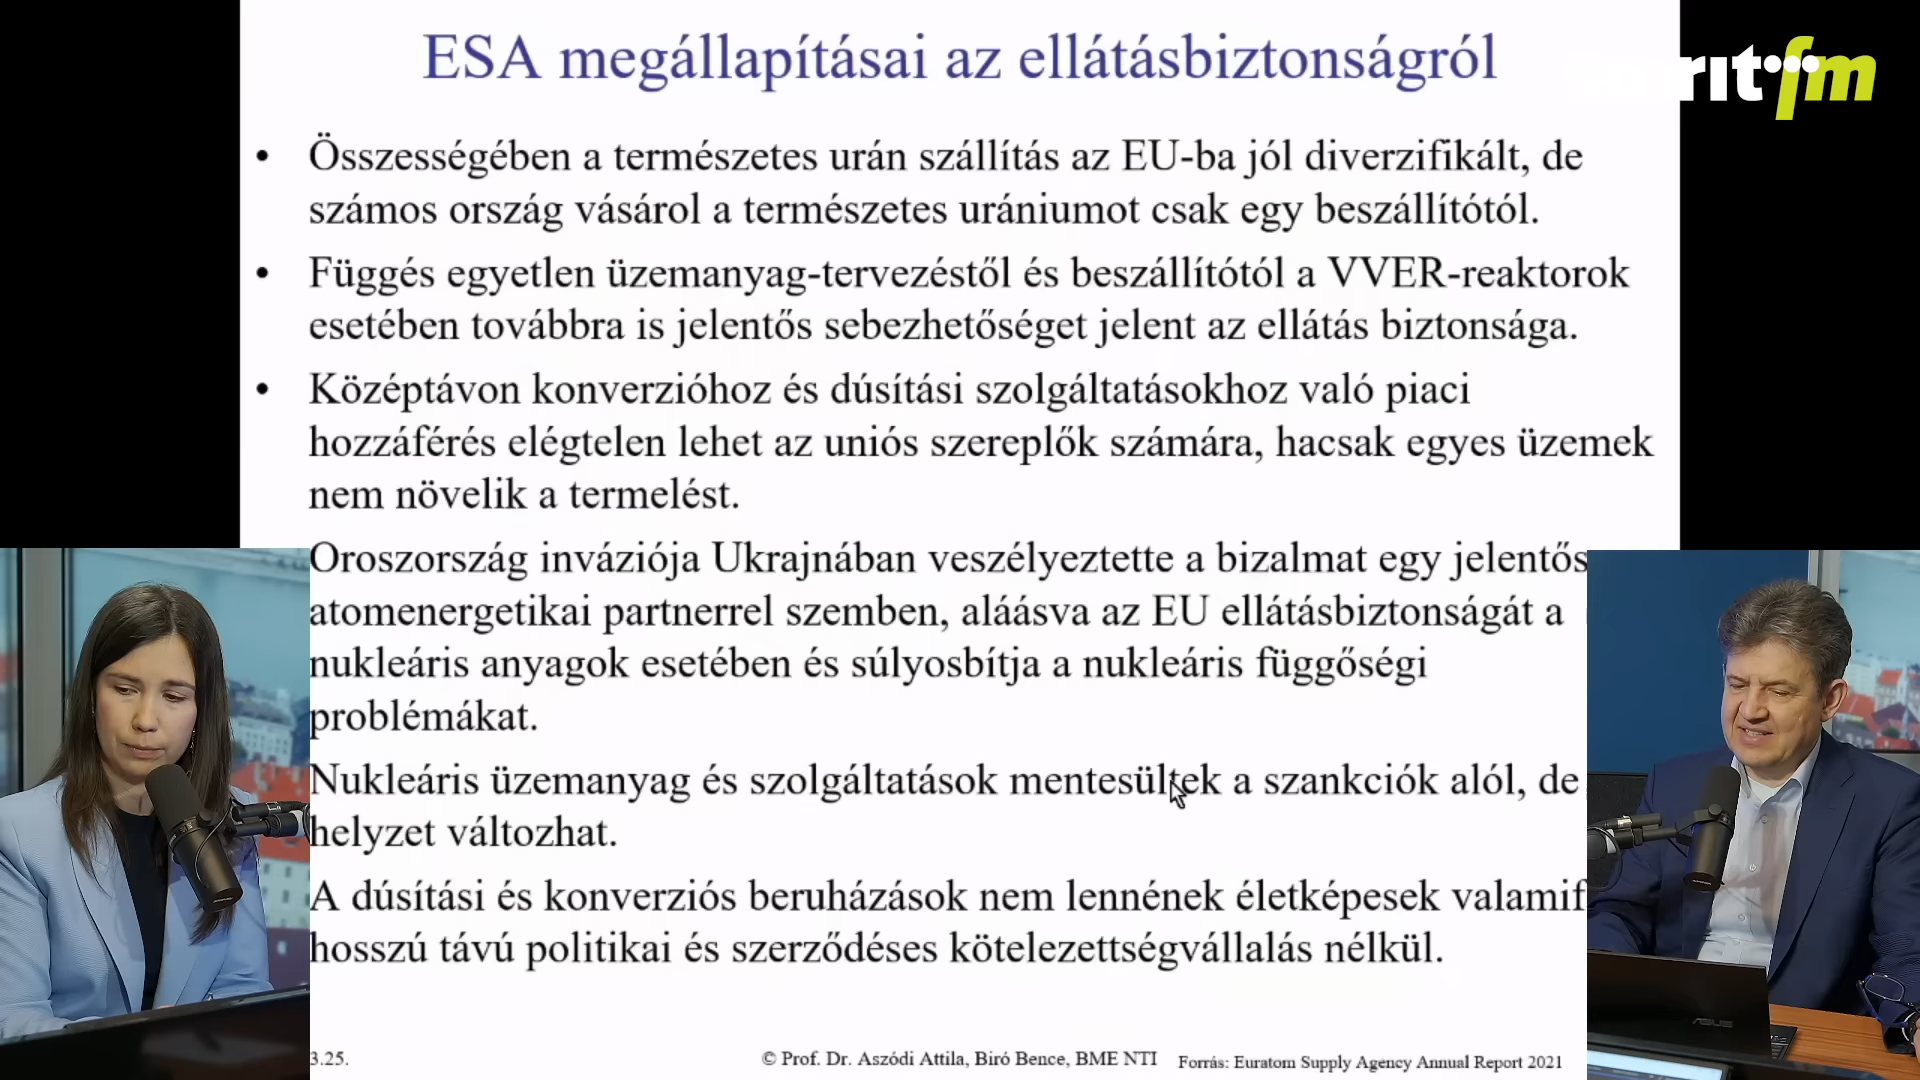 ESA megállapításai az ellátásbiztonságról
rıt fm
• Összességében a természetes urán szállítás az EU-ba jól diverzifikált, de
számos ország vásárol a természetes urániumot csak egy beszállítótól.
• Függés egyetlen üzemanyag-tervezéstől és beszállítótól a VVER-reaktorok
esetében továbbra is jelentős sebezhetőséget jelent az ellátás biztonsága.
• Középtávon konverzióhoz és dúsítási szolgáltatásokhoz való piaci
hozzáférés elégtelen lehet az uniós szereplők számára, hacsak egyes üzemek
nem növelik a termelést.
Oroszország inváziója Ukrajnában veszélyeztette a bizalmat egy jelentős
atomenergetikai partnerrel szemben, aláásva az EU ellátásbiztonságát a
nukleáris anyagok esetében és súlyosbítja a nukleáris függőségi
problémákat.
Nukleáris üzemanyag és szolgáltatások mentesültek a szankciók alól, de
helyzet változhat.
A dúsítási és konverziós beruházások nem lennének életképesek valamif
hosszú távú politikai és szerződéses kötelezettségvállalás nélkül.
3.25.
© Prof. Dr. Aszódi Attila, Biró Bence, BME NTI
Forrás: Euratom Supply Agency Annual Report 2021
ASUS